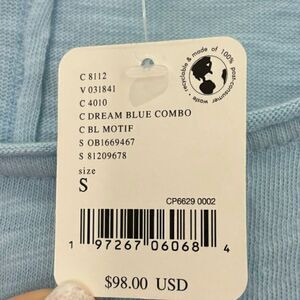 recyclable & made of 100%
post-consumer waste
C 8112
V 031841
C 4010
C DREAM BLUE COMBO
C BL MOTIF
S OB1669467
S 81209678
size
S
CP6629 0002
1 97267 06068 4
$98.00 USD